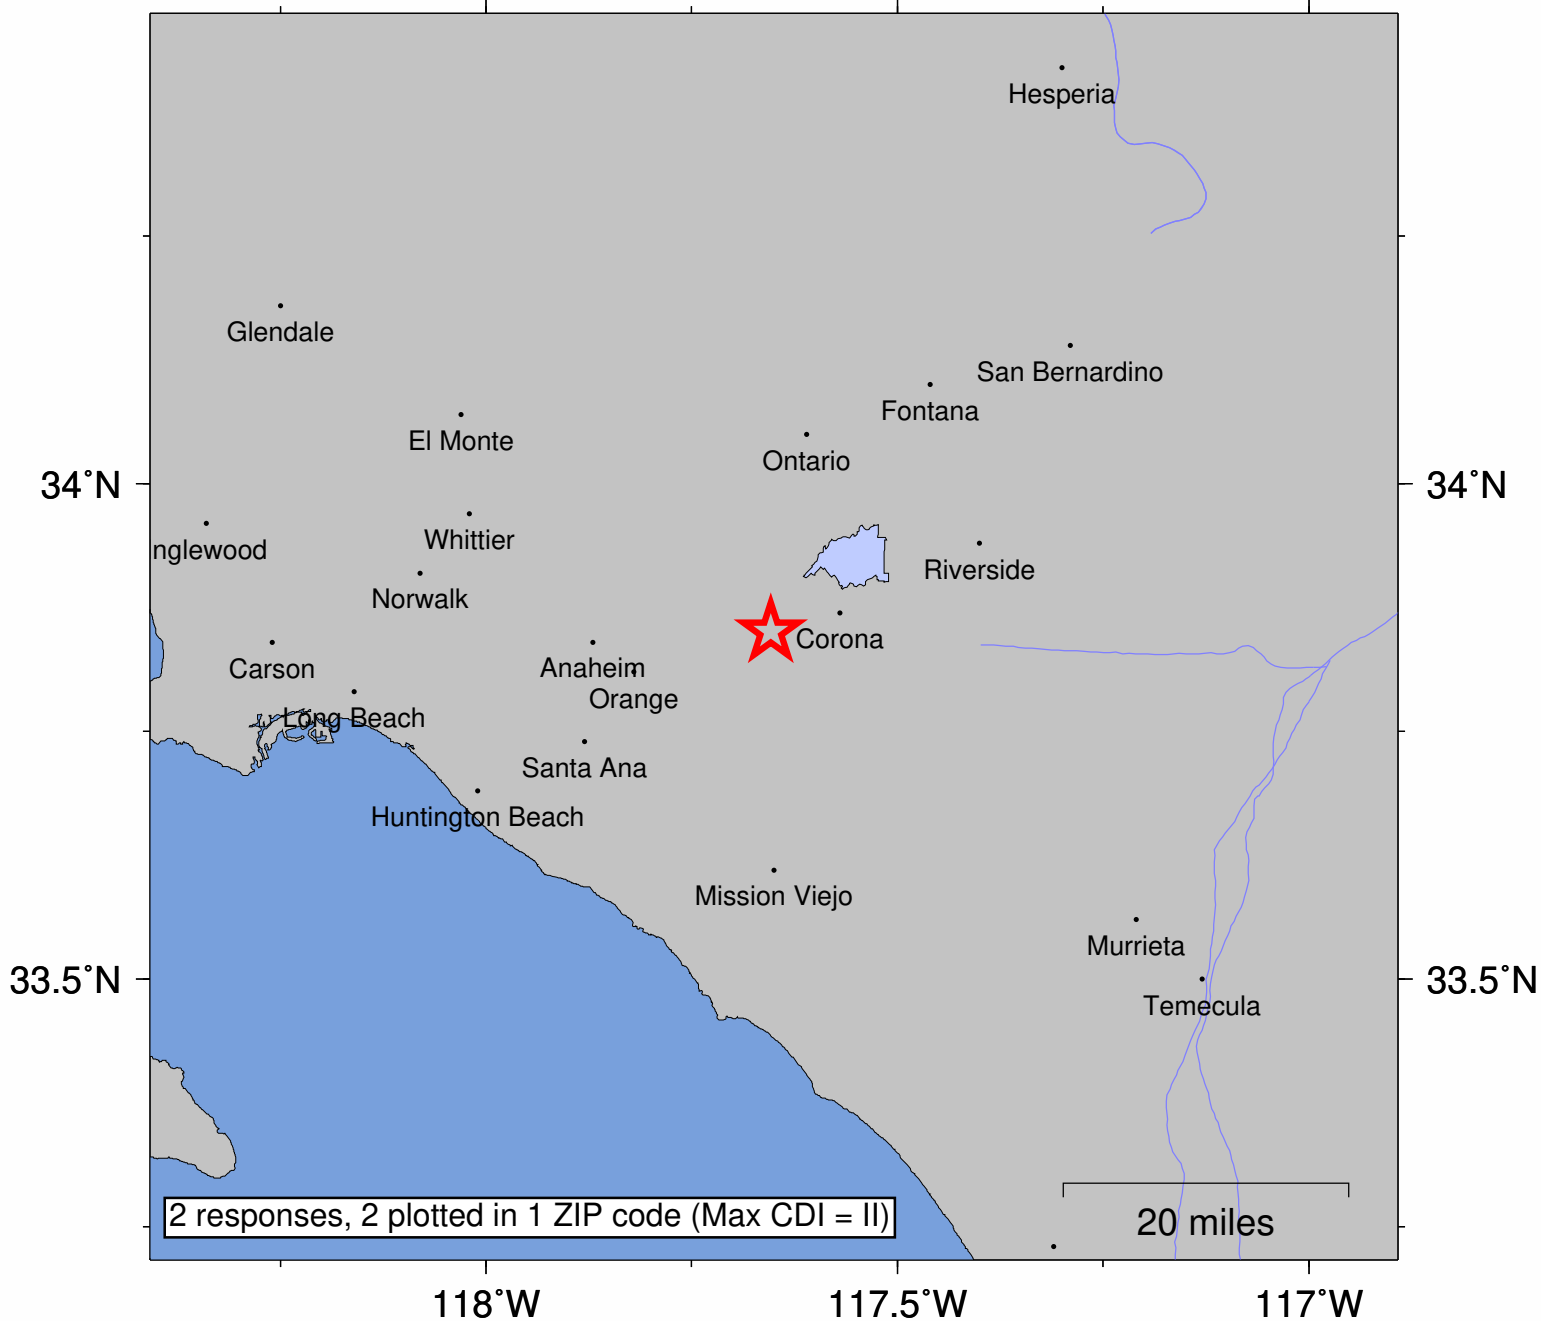 Hesperia
Glendale
San Bernardino
Fontana
El Monte
Ontario
34°N
34°N
nglewood
Whittier
Riverside
Norwalk
Corona
Carson
Anaheim
Orange
Long Beach
Santa Ana
Huntington Beach
Mission Viejo
Murrieta
33.5°N
33.5°N
Temecula
2 responses, 2 plotted in 1 ZIP code (Max CDI = II)
20 miles
118°W
117.5°W
117°W